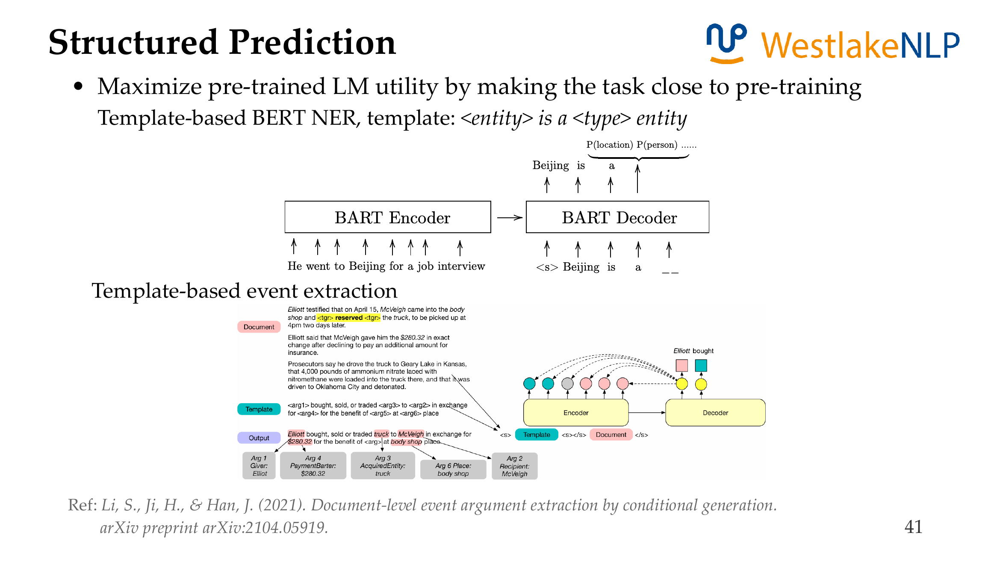 Structured Prediction
WestlakeNLP
• Maximize pre-trained LM utility by making the task close to pre-training
Template-based BERT NER, template: <entity> is a <type> entity
P(location) P(person) ......
Beijing is a
BART Encoder
BART Decoder
He went to Beijing for a job interview
<s> Beijing is a __
Template-based event extraction
Document
Elliott testified that on April 15, McVeigh came into the body
shop and <tgr> reserved <tgr> the truck, to be picked up at
4pm two days later.
Elliott said that McVeigh gave him the $280.32 in exact
change after declining to pay an additional amount for
insurance.
Prosecutors say he drove the truck to Geary Lake in Kansas,
that 4,000 pounds of ammonium nitrate laced with
nitromethane were loaded into the truck there, and that it was
driven to Oklahoma City and detonated.
Template
<arg1> bought, sold, or traded <arg3> to <arg2> in exchange
for <arg4> for the benefit of <arg5> at <arg6> place
Output
Elliott bought, sold or traded truck to McVeigh in exchange for
$280.32 for the benefit of <arg> at body shop place
Arg 1
Giver:
Elliot
Arg 4
PaymentBarter:
$280.32
Arg 3
AcquiredEntity:
truck
Arg 6 Place:
body shop
Arg 2
Recipient:
McVeigh
Elliott bought
Encoder
Decoder
<s> Template <s></s> Document </s>
Ref: Li, S., Ji, H., & Han, J. (2021). Document-level event argument extraction by conditional generation.
arXiv preprint arXiv:2104.05919.
41